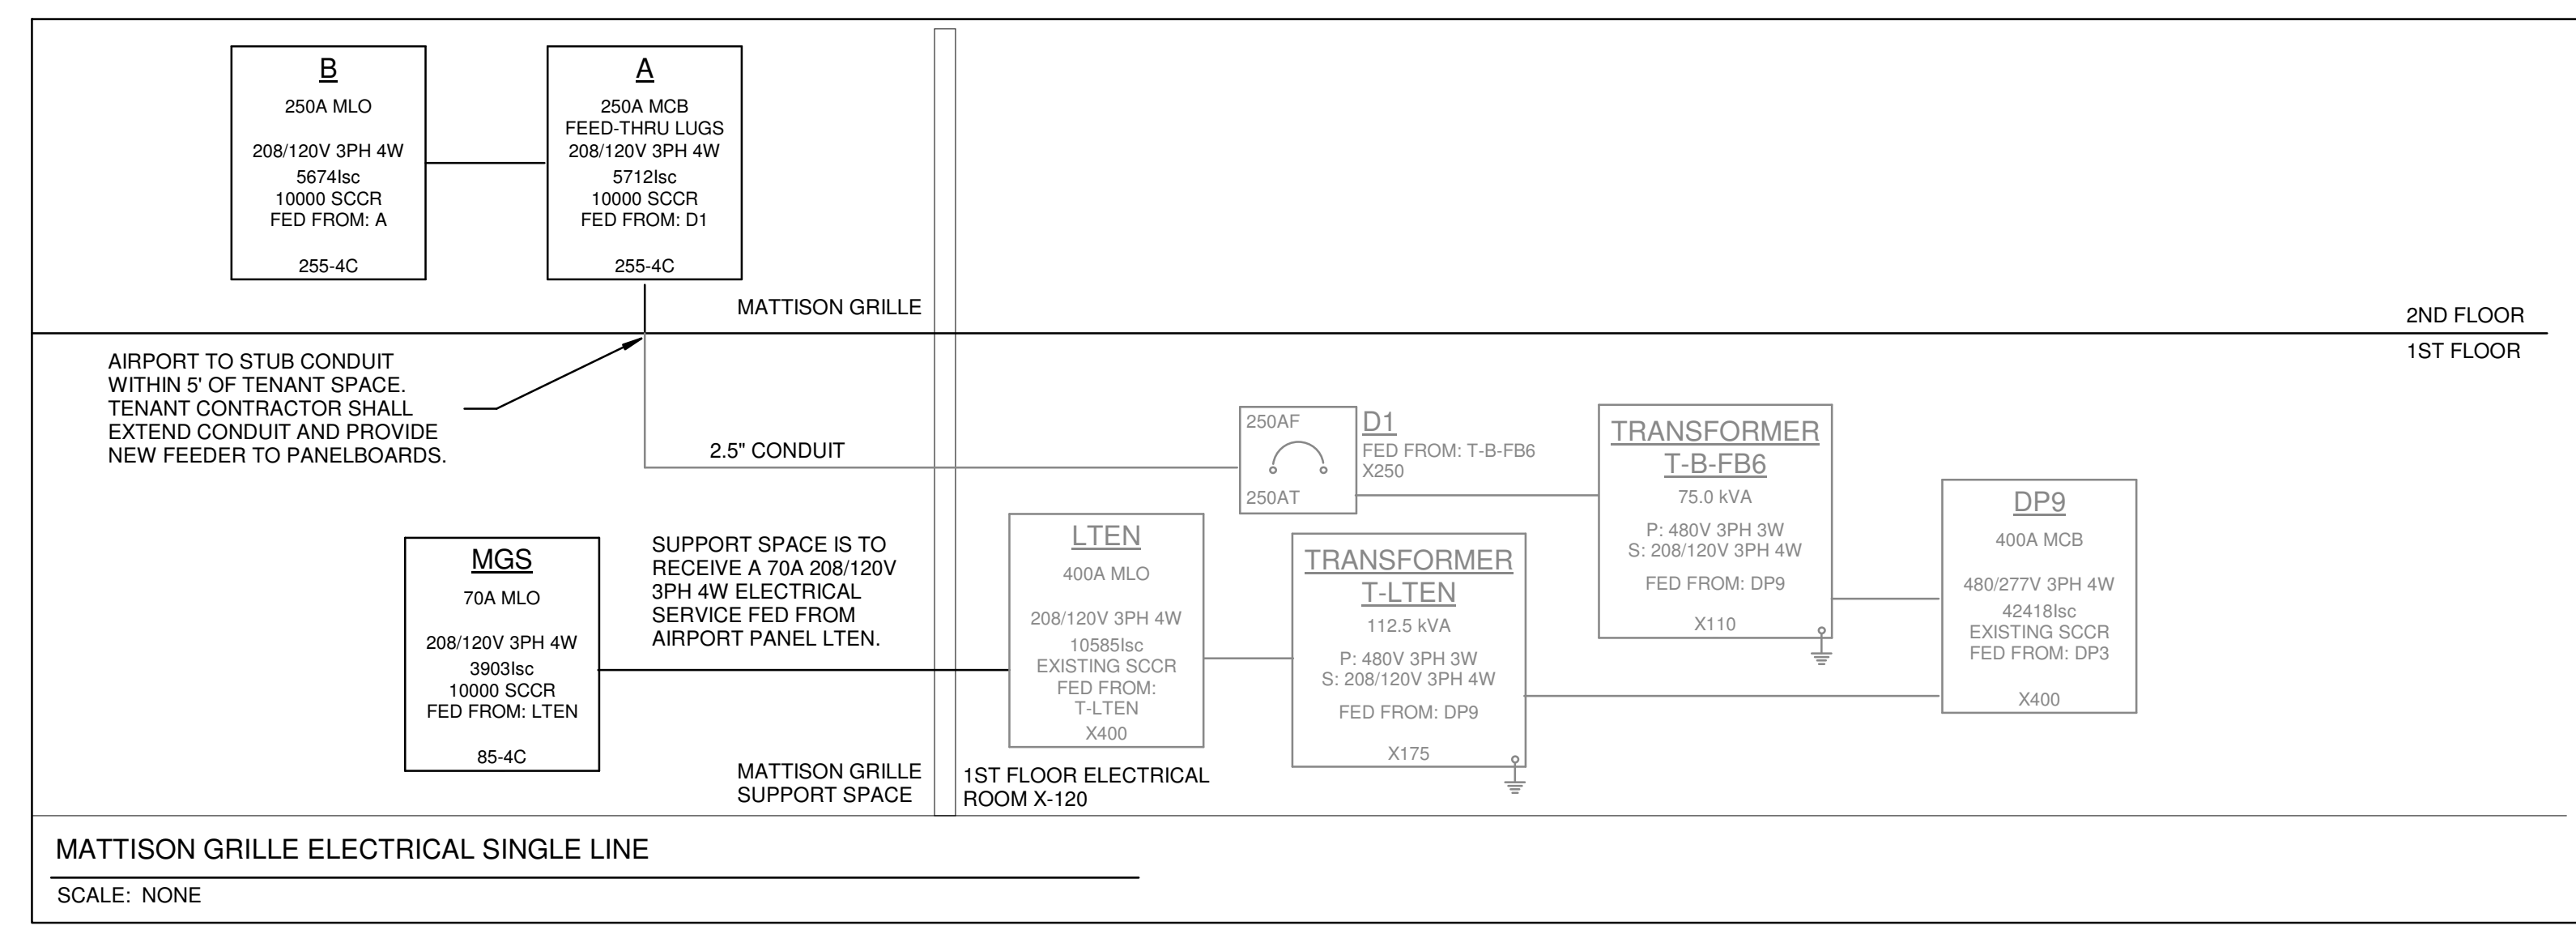 B
250A MLO
208/120V 3PH 4W
5674Isc
10000 SCCR
FED FROM: A
255-4C
A
250A MCB
FEED-THRU LUGS
208/120V 3PH 4W
5712Isc
10000 SCCR
FED FROM: D1
255-4C
MATTISON GRILLE
2ND FLOOR
1ST FLOOR
AIRPORT TO STUB CONDUIT
WITHIN 5' OF TENANT SPACE.
TENANT CONTRACTOR SHALL
EXTEND CONDUIT AND PROVIDE
NEW FEEDER TO PANELBOARDS.
2.5" CONDUIT
250AF
250AT
D1
FED FROM: T-B-FB6
X250
TRANSFORMER
T-B-FB6
75.0 kVA
P: 480V 3PH 3W
S: 208/120V 3PH 4W
FED FROM: DP9
X110
DP9
400A MCB
480/277V 3PH 4W
42418Isc
EXISTING SCCR
FED FROM: DP3
X400
MGS
70A MLO
208/120V 3PH 4W
3903Isc
10000 SCCR
FED FROM: LTEN
85-4C
SUPPORT SPACE IS TO
RECEIVE A 70A 208/120V
3PH 4W ELECTRICAL
SERVICE FED FROM
AIRPORT PANEL LTEN.
LTEN
400A MLO
208/120V 3PH 4W
10585Isc
EXISTING SCCR
FED FROM:
T-LTEN
X400
TRANSFORMER
T-LTEN
112.5 kVA
P: 480V 3PH 3W
S: 208/120V 3PH 4W
FED FROM: DP9
X175
MATTISON GRILLE
SUPPORT SPACE
1ST FLOOR ELECTRICAL
ROOM X-120
MATTISON GRILLE ELECTRICAL SINGLE LINE
SCALE: NONE